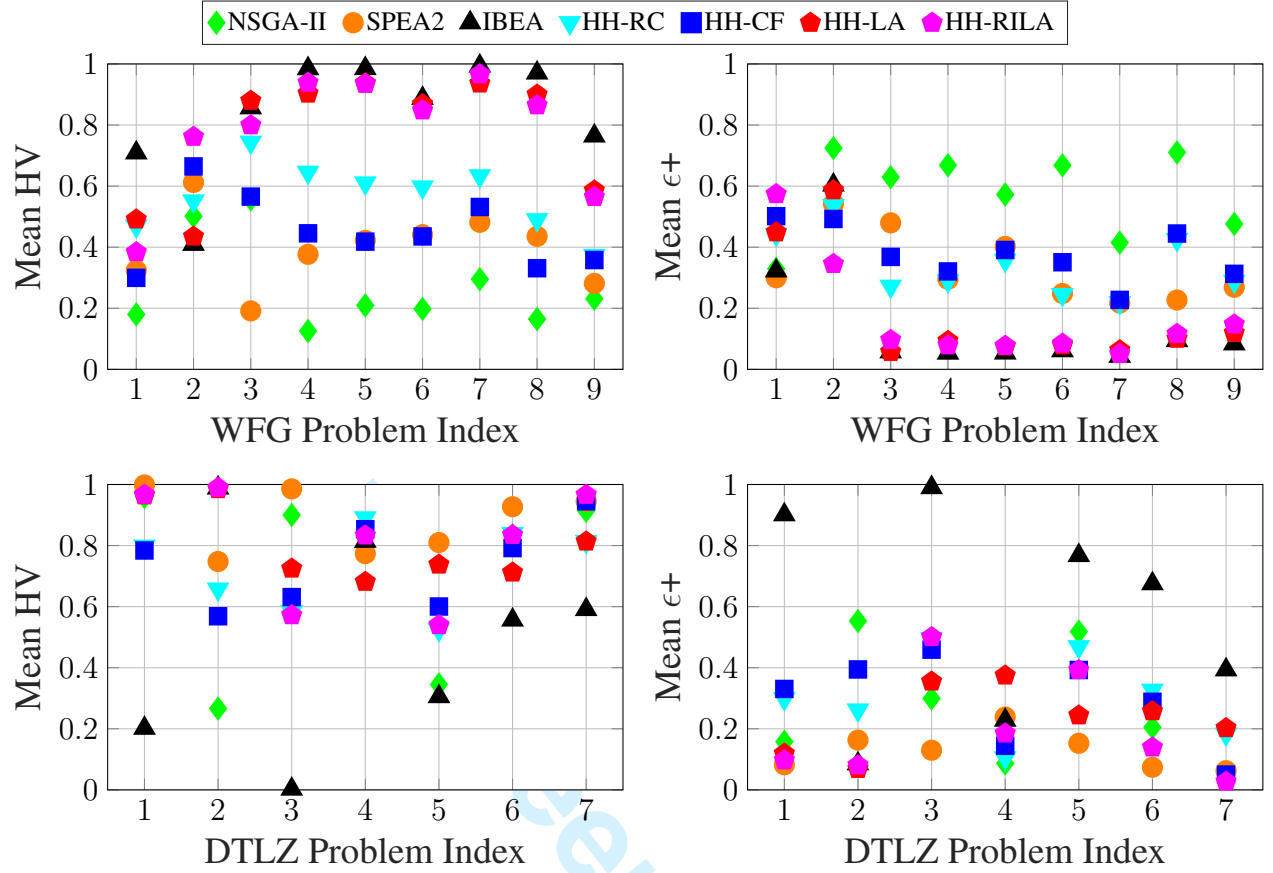 NSGA-II SPEA2 IBEA HH-RC HH-CF HH-LA HH-RILA
1
0.8
0.6
0.4
0.2
0
Mean HV
1 2 3 4 5 6 7 8 9
WFG Problem Index
1
0.8
0.6
0.4
0.2
0
Mean ϵ+
1 2 3 4 5 6 7 8 9
WFG Problem Index
1
0.8
0.6
0.4
0.2
0
Mean HV
1 2 3 4 5 6 7
DTLZ Problem Index
1
0.8
0.6
0.4
0.2
0
Mean ϵ+
1 2 3 4 5 6 7
DTLZ Problem Index